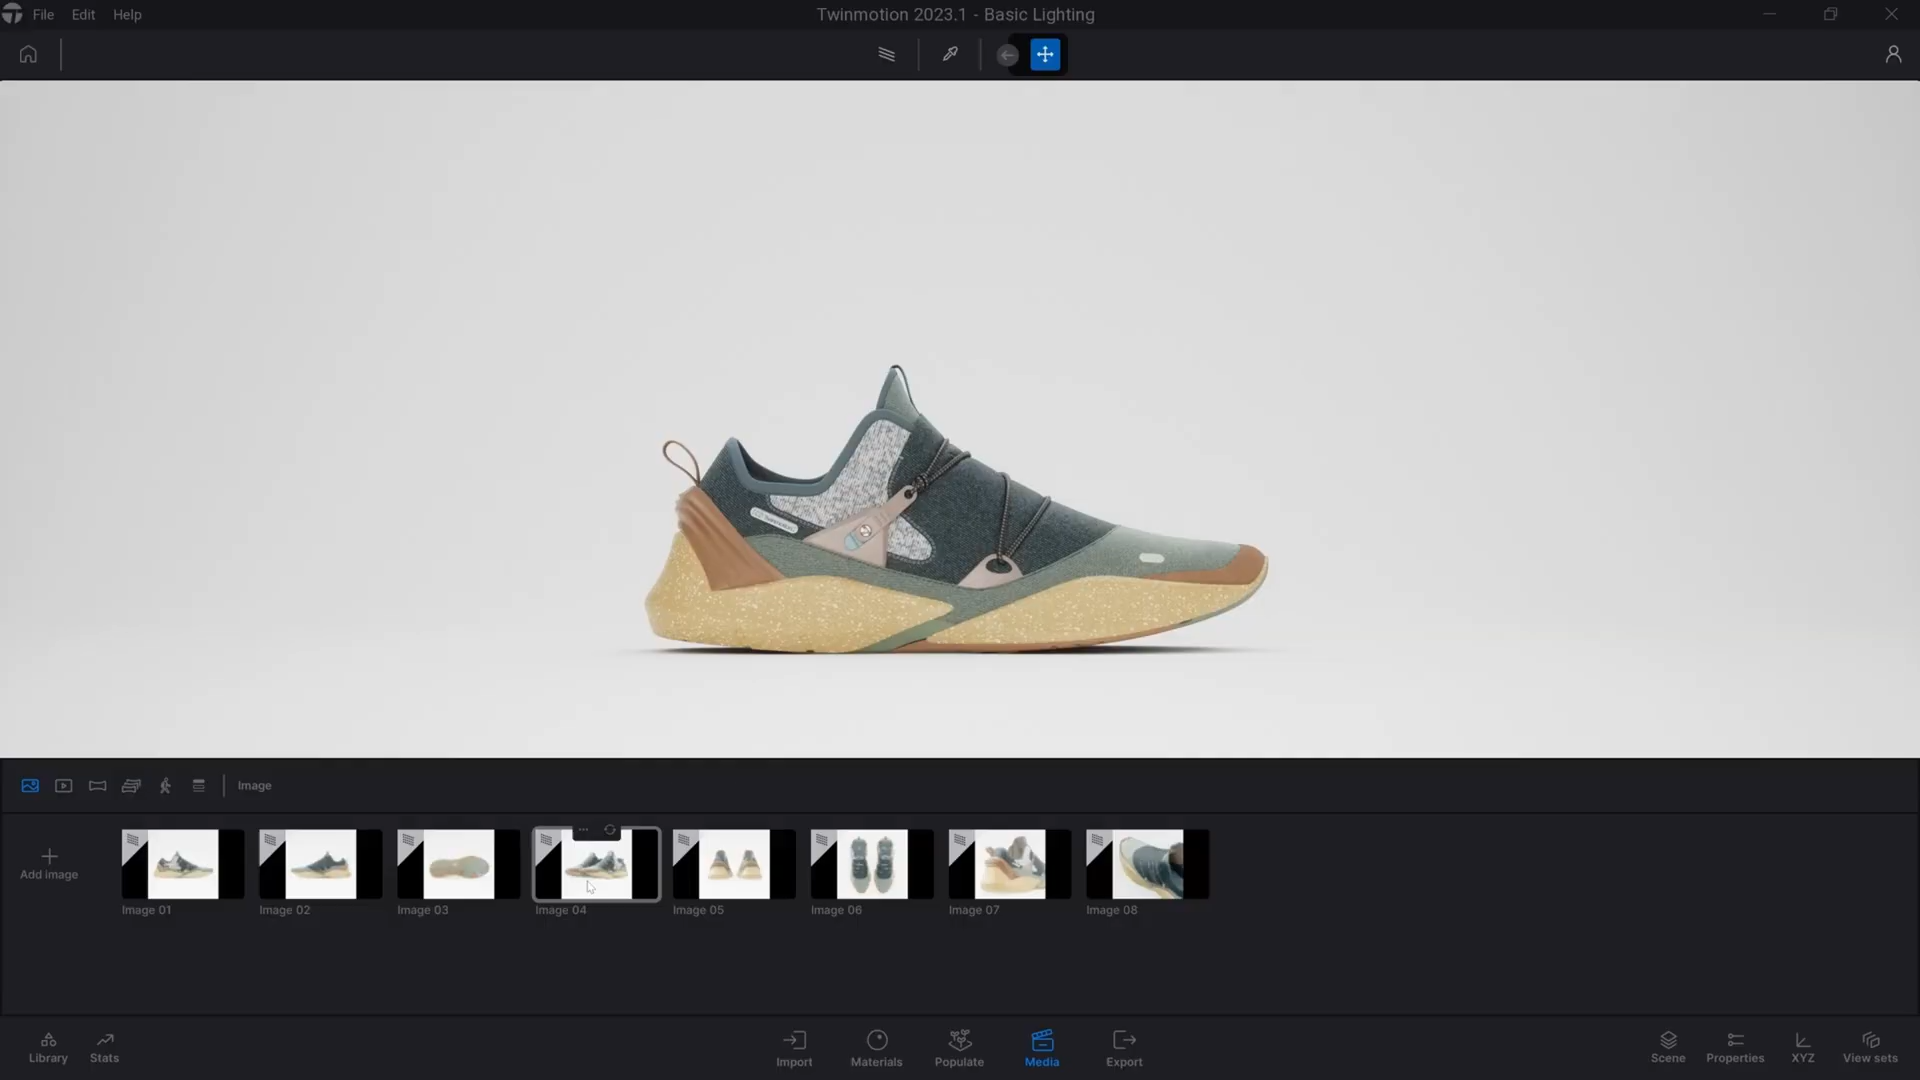 File Edit Help
Twinmotion 2023.1 - Basic Lighting
Image
Add image
Image 01
Image 02
Image 03
Image 04
Image 05
Image 06
Image 07
Image 08
Library
Stats
Import
Materials
Populate
Media
Export
Scene
Properties
XYZ
View sets